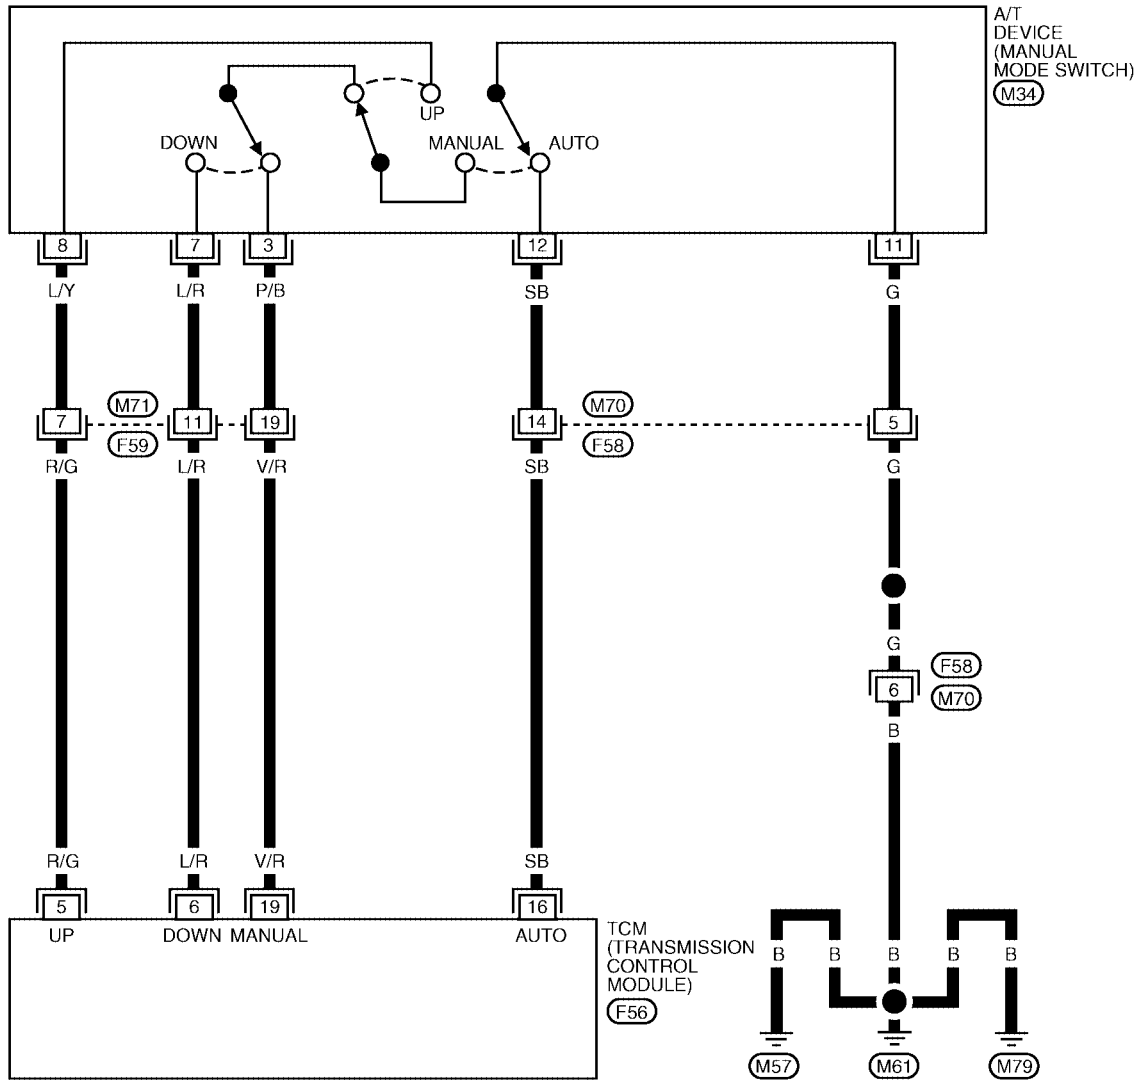 A/T
DEVICE
(MANUAL
MODE SWITCH)
M34
UP
DOWN
MANUAL
AUTO
8
7
3
12
11
L/Y
L/R
P/B
SB
G
M71
M70
7
11
19
14
5
F59
F58
R/G
L/R
V/R
SB
G
G
F58
6
M70
B
R/G
L/R
V/R
SB
5
6
19
16
UP
DOWN
MANUAL
AUTO
TCM
(TRANSMISSION
CONTROL
MODULE)
F56
B
B
B
B
B
M57
M61
M79